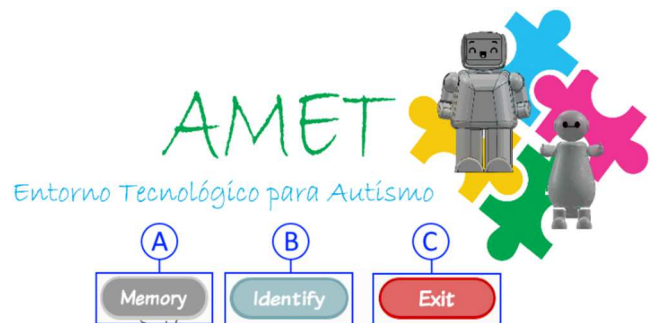 AMET
Entorno Tecnológico para Autismo
A B C
Memory Identify Exit